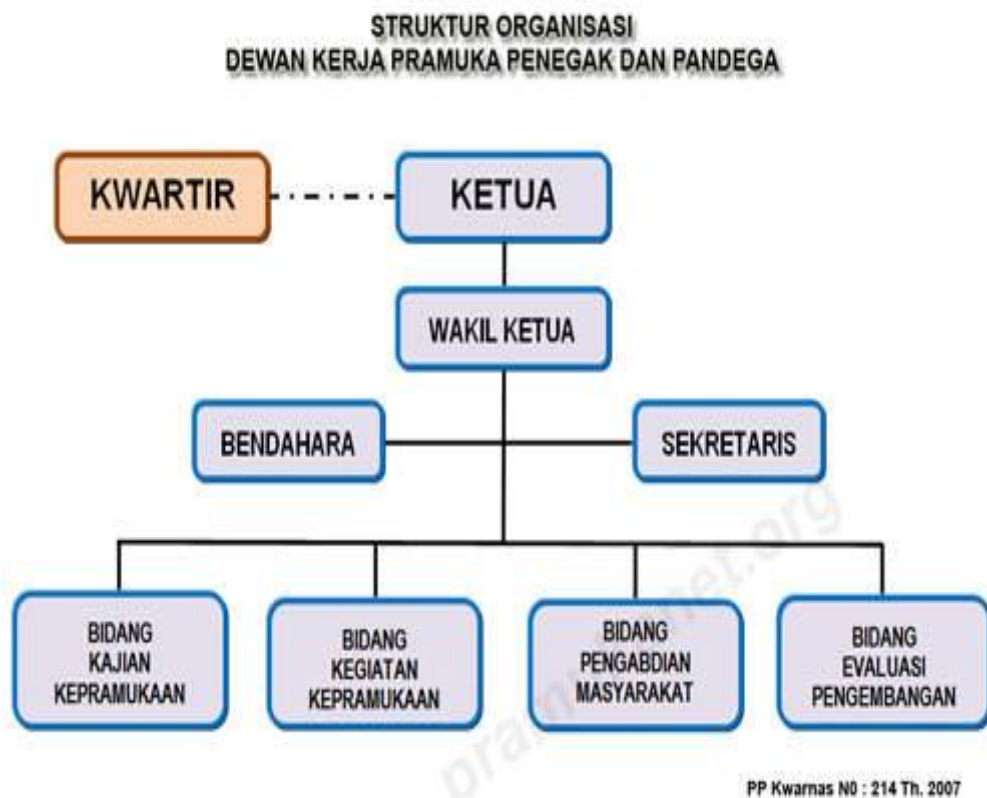 STRUKTUR ORGANISASI
DEWAN KERJA PRAMUKA PENEGAK DAN PANDEGA
KWARTIR
KETUA
WAKIL KETUA
BENDAHARA
SEKRETARIS
BIDANG
KAJIAN
KEPRAMUKAAN
BIDANG
KEGIATAN
KEPRAMUKAAN
BIDANG
PENGABDIAN
MASYARAKAT
BIDANG
EVALUASI
PENGEMBANGAN
PP Kwarnas N0 : 214 Th. 2007